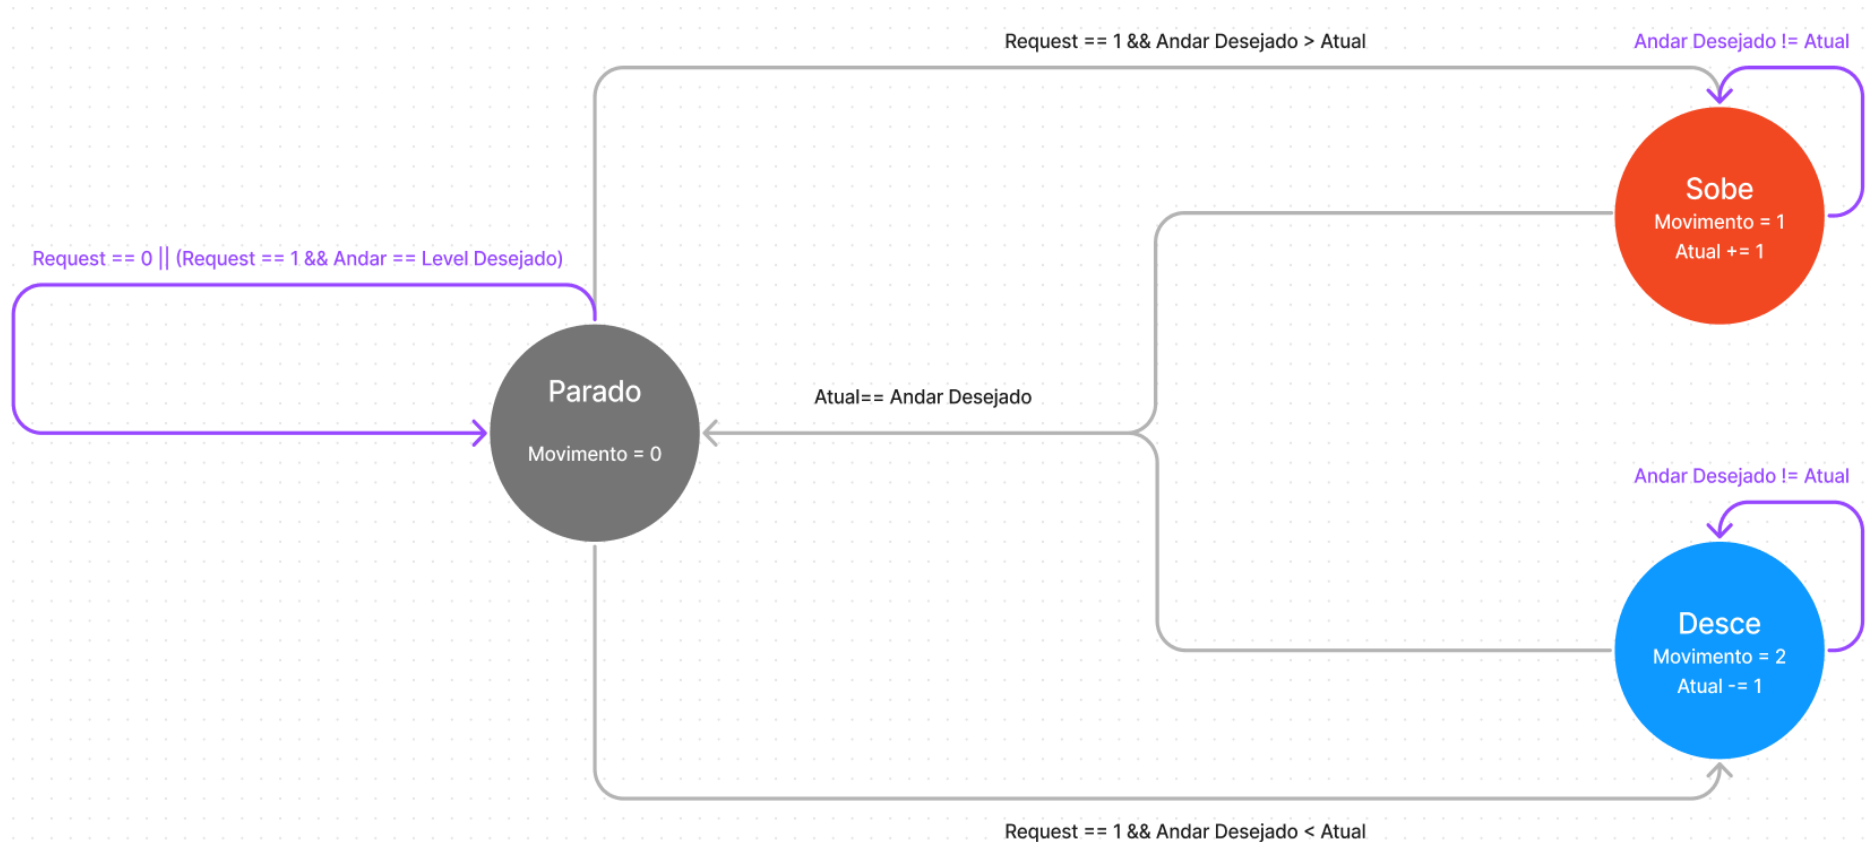 Request == 1 && Andar Desejado > Atual
Andar Desejado != Atual
Sobe
Movimento = 1
Atual += 1
Request == 0 || (Request == 1 && Andar == Level Desejado)
Parado
Movimento = 0
Atual== Andar Desejado
Andar Desejado != Atual
Desce
Movimento = 2
Atual -= 1
Request == 1 && Andar Desejado < Atual